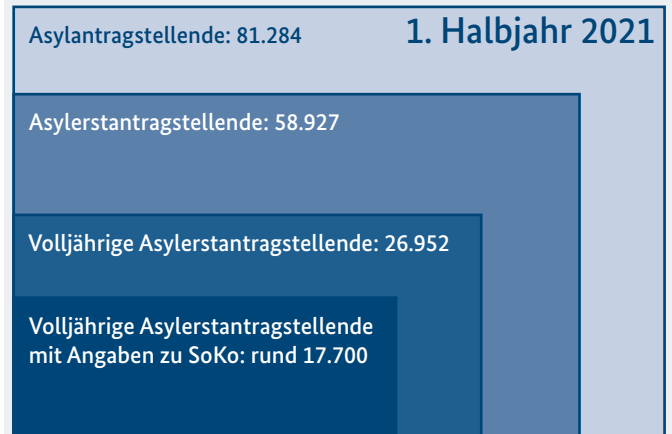 Asylantragstellende: 81.284
1. Halbjahr 2021
Asylerstantragstellende: 58.927
Volljährige Asylerstantragstellende: 26.952
Volljährige Asylerstantragstellende
mit Angaben zu SoKo: rund 17.700